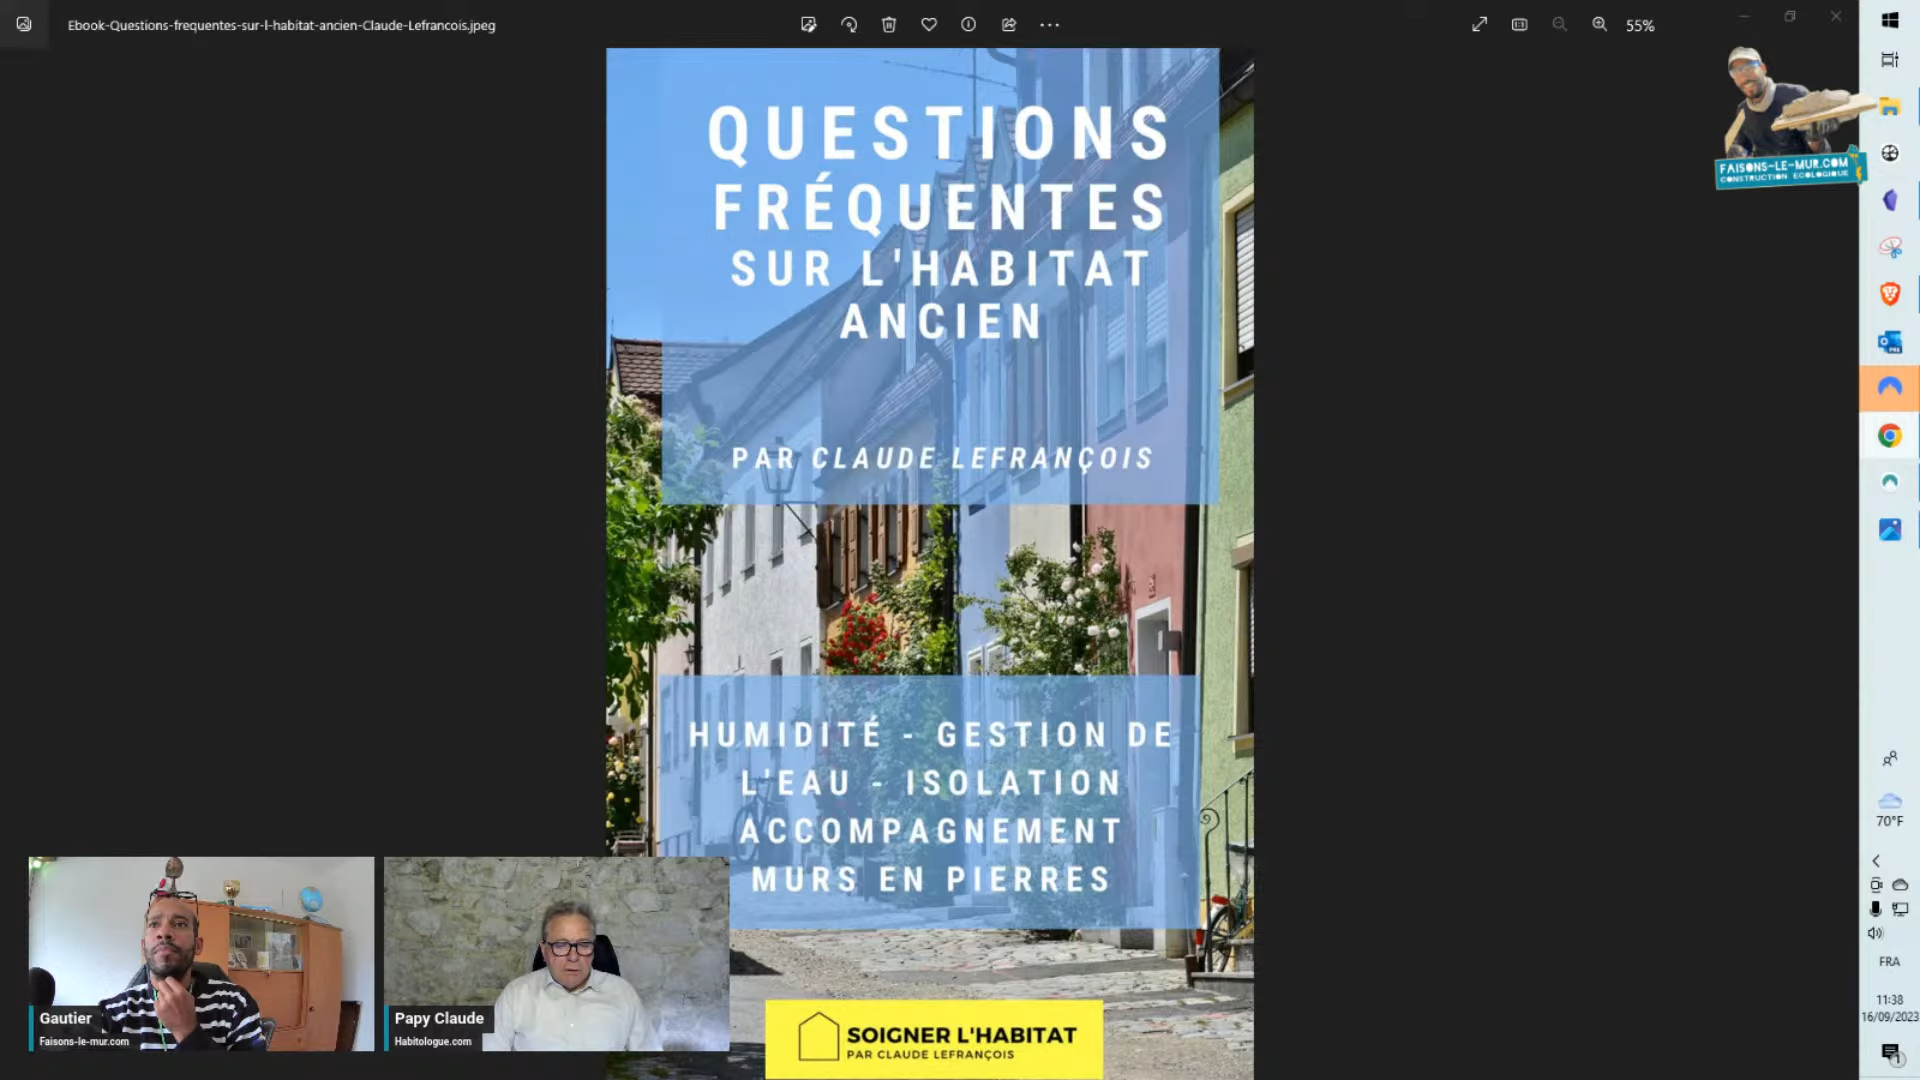 Ebook-Questions-frequentes-sur-l-habitat-ancien-Claude-Lefrancois.jpeg
55%
FAISONS-LE-MUR.COM
CONSTRUCTION ECOLOGIQUE
QUESTIONS
FRÉQUENTES
SUR L'HABITAT
ANCIEN
PAR CLAUDE LEFRANÇOIS
HUMIDITÉ - GESTION DE
L'EAU - ISOLATION
ACCOMPAGNEMENT
MURS EN PIERRES
SOIGNER L'HABITAT
PAR CLAUDE LEFRANÇOIS
Gautier
Faisons-le-mur.com
Papy Claude
Habitologue.com
70°F
FRA
11:38
16/09/2023
1